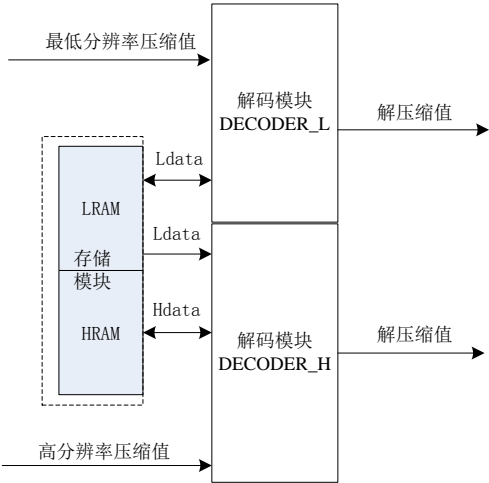 最低分辨率压缩值
解码模块
DECODER_L
解压缩值
Ldata
LRAM
Ldata
存储
模块
Hdata
HRAM
解码模块
DECODER_H
解压缩值
高分辨率压缩值